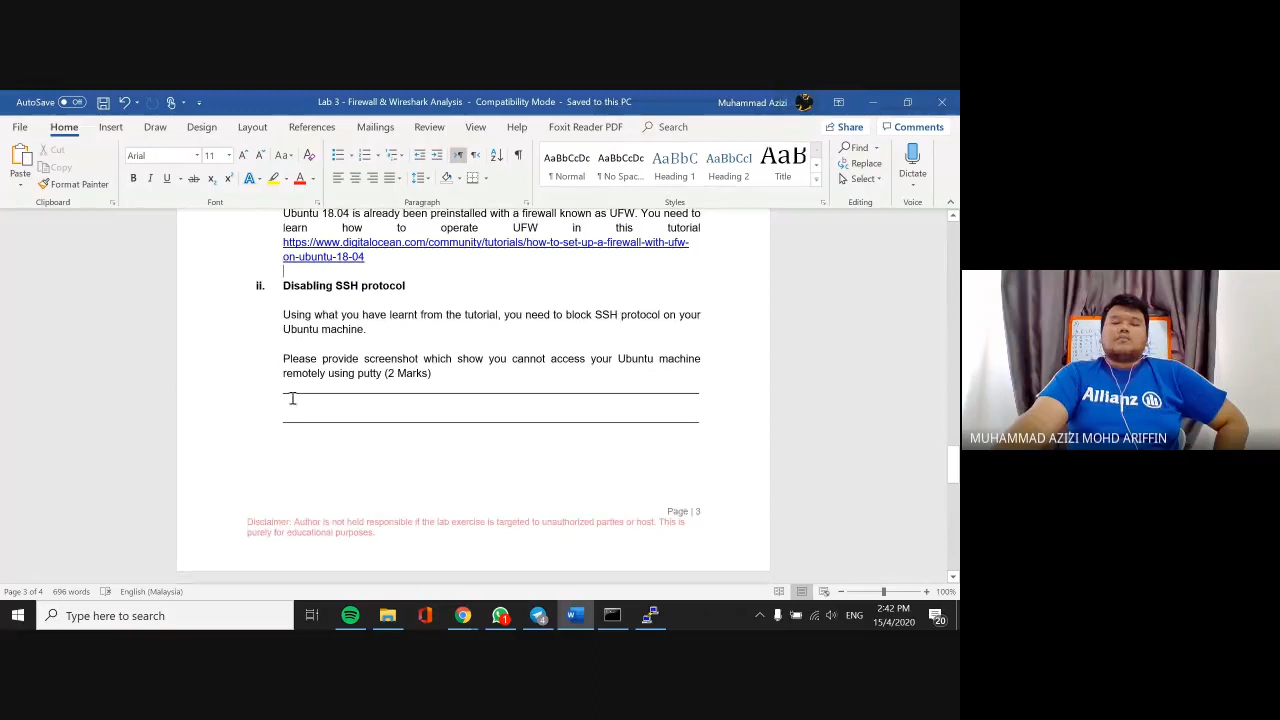 AutoSave Off
Lab 3 - Firewall & Wireshark Analysis - Compatibility Mode - Saved to this PC
Muhammad Azizi
File Home Insert Draw Design Layout References Mailings Review View Help Foxit Reader PDF Search
Share Comments
Paste
Cut
Copy
Format Painter
Clipboard
Arial 11
Font
Paragraph
AaBbCcDc AaBbCcDc AaBbC AaBbCcI AaB
¶ Normal ¶ No Spac... Heading 1 Heading 2 Title
Styles
Find
Replace
Select
Editing
Dictate
Voice
Ubuntu 18.04 is already been preinstalled with a firewall known as UFW. You need to
learn how to operate UFW in this tutorial
https://www.digitalocean.com/community/tutorials/how-to-set-up-a-firewall-with-ufw-
on-ubuntu-18-04
ii. Disabling SSH protocol
Using what you have learnt from the tutorial, you need to block SSH protocol on your
Ubuntu machine.
Please provide screenshot which show you cannot access your Ubuntu machine
remotely using putty (2 Marks)
Page | 3
Disclaimer: Author is not held responsible if the lab exercise is targeted to unauthorized parties or host. This is
purely for educational purposes.
Allianz
MUHAMMAD AZIZI MOHD ARIFFIN
Page 3 of 4 696 words English (Malaysia)
100%
Type here to search
1
4
ENG
2:42 PM
15/4/2020
20